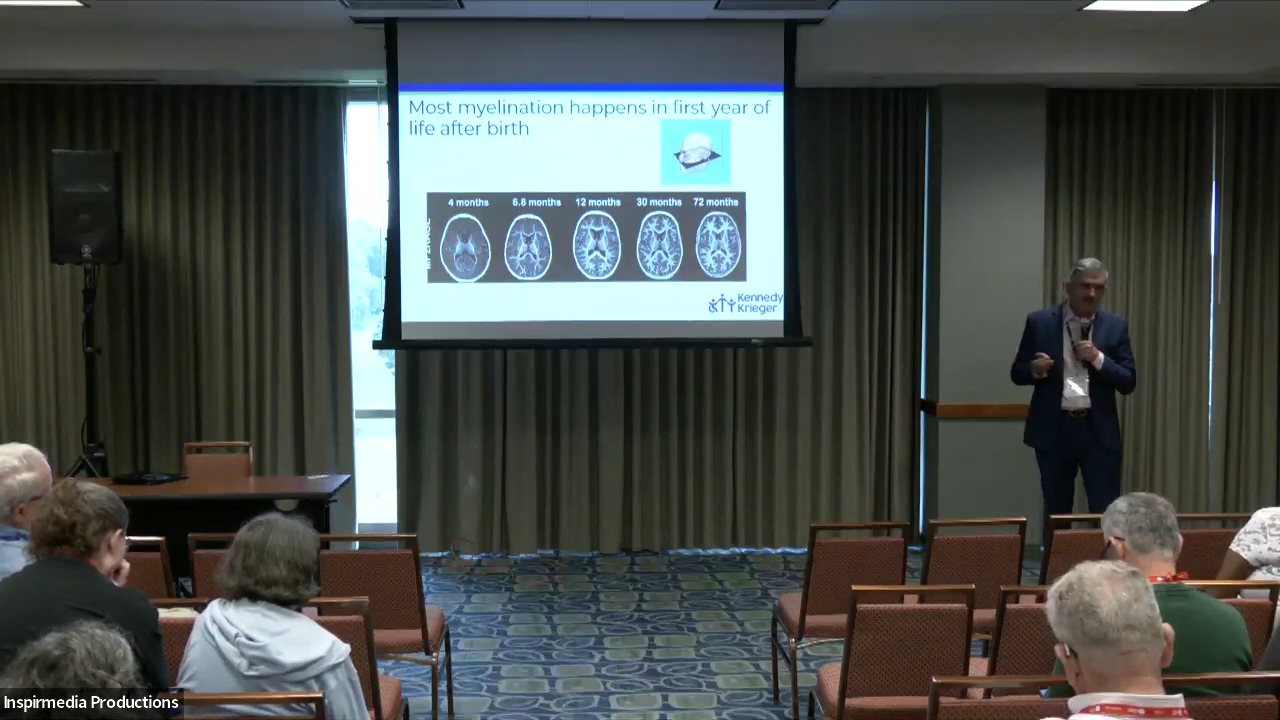 Most myelination happens in first year of
life after birth
4 months 6.8 months 12 months 30 months 72 months
Kennedy
Krieger
Inspirmedia Productions